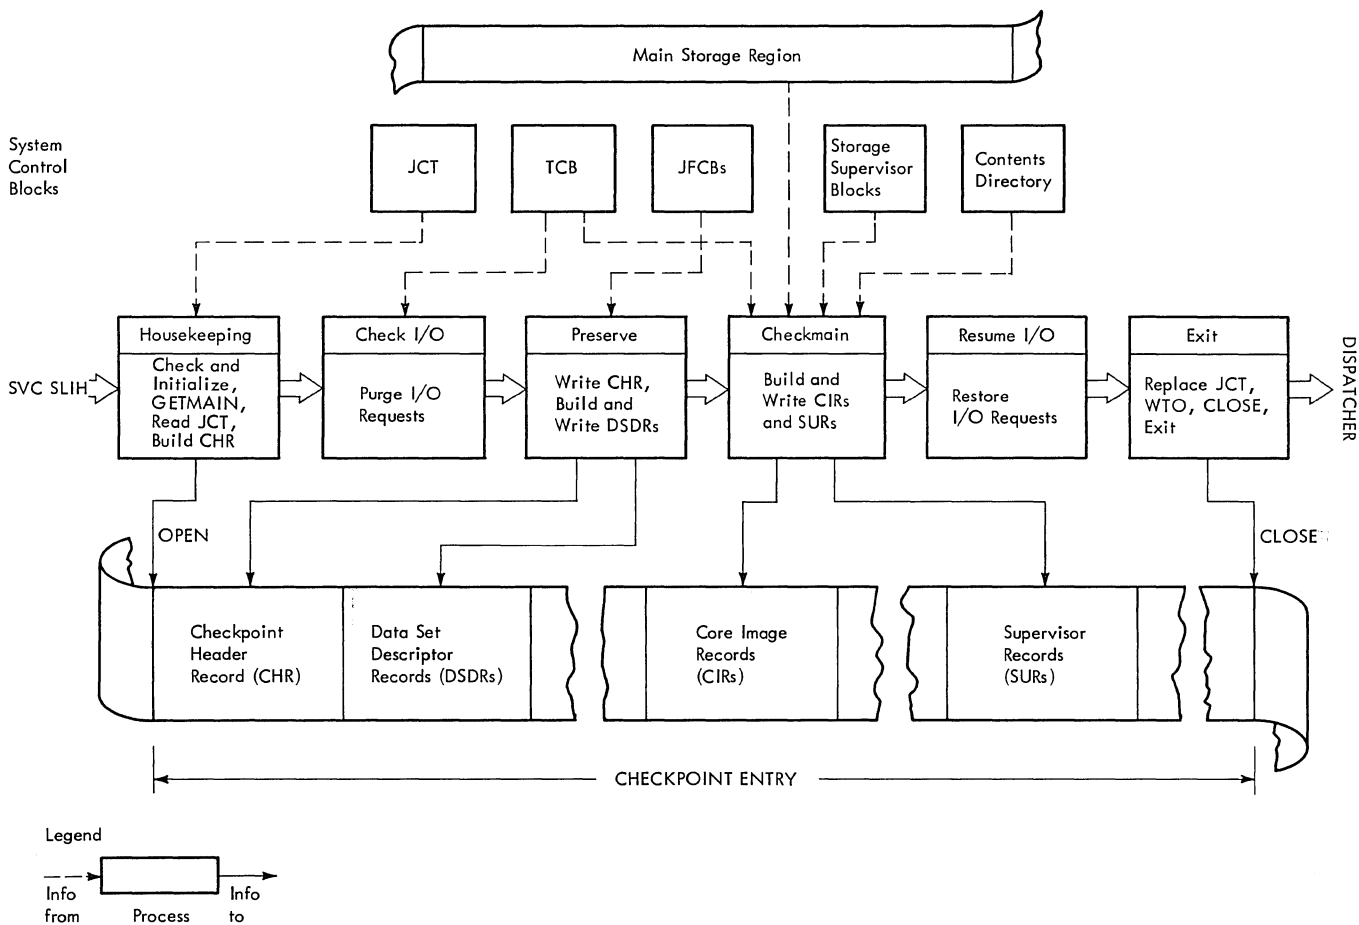 Main Storage Region
System
Control
Blocks
JCT
TCB
JFCBs
Storage
Supervisor
Blocks
Contents
Directory
SVC SLIH
Housekeeping
Check and
Initialize,
GETMAIN,
Read JCT,
Build CHR
Check I/O
Purge I/O
Requests
Preserve
Write CHR,
Build and
Write DSDRs
Checkmain
Build and
Write CIRs
and SURs
Resume I/O
Restore
I/O Requests
Exit
Replace JCT,
WTO, CLOSE,
Exit
DISPATCHER
OPEN
CLOSE
Checkpoint
Header
Record (CHR)
Data Set
Descriptor
Records (DSDRs)
Core Image
Records
(CIRs)
Supervisor
Records
(SURs)
CHECKPOINT ENTRY
Legend
Info
from
Process
Info
to